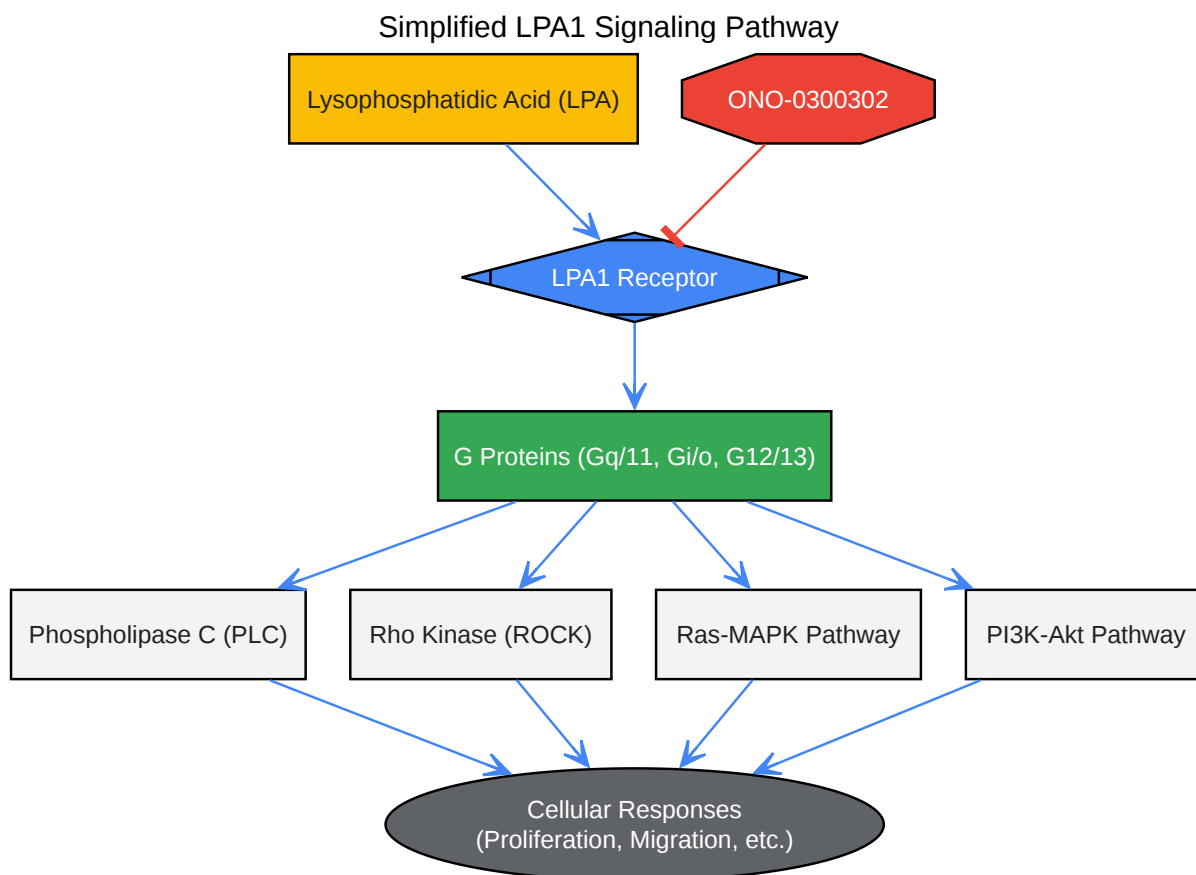 Simplified LPA1 Signaling Pathway
Lysophosphatidic Acid (LPA)
ONO-0300302
LPA1 Receptor
G Proteins (Gq/11, Gi/o, G12/13)
Phospholipase C (PLC)
Rho Kinase (ROCK)
Ras-MAPK Pathway
PI3K-Akt Pathway
Cellular Responses
(Proliferation, Migration, etc.)